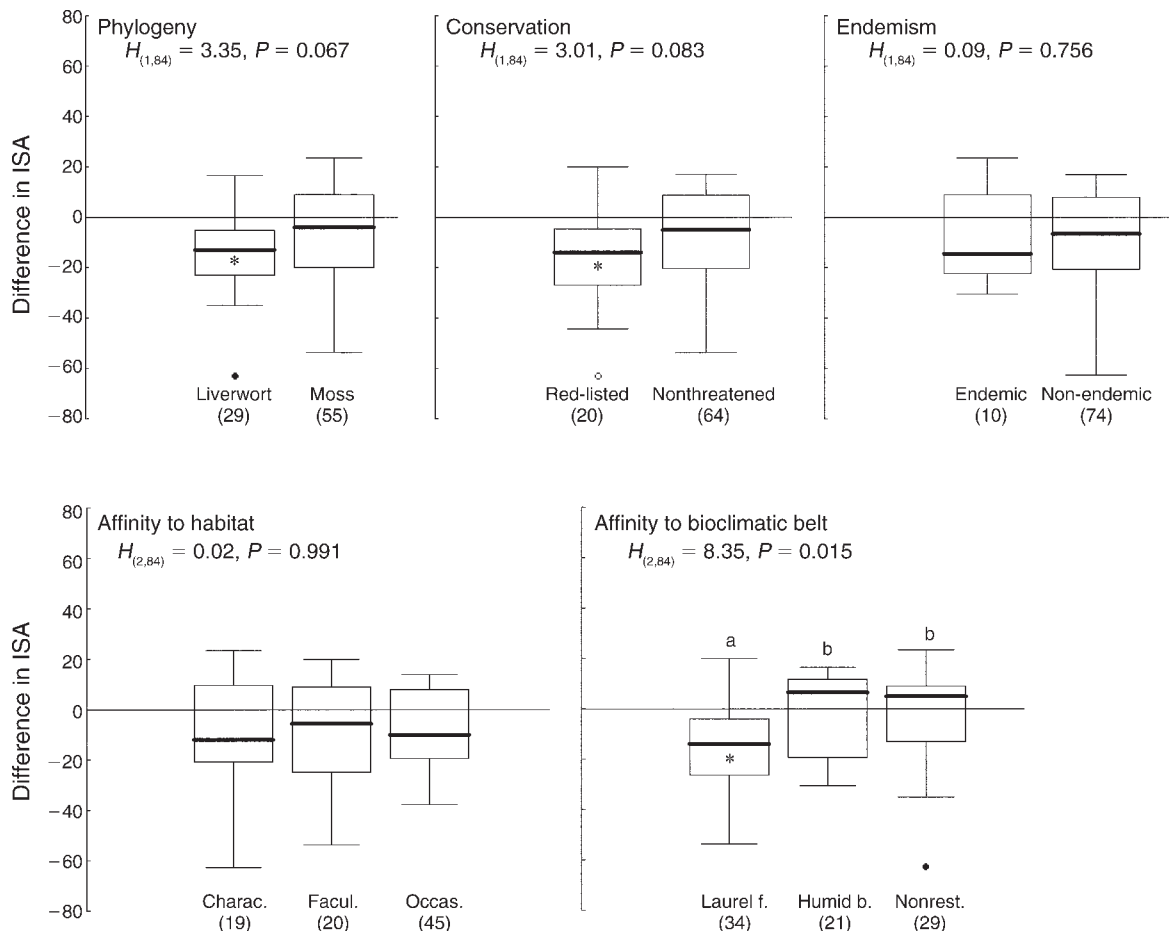 Phylogeny
H(1,84) = 3.35, P = 0.067
Conservation
H(1,84) = 3.01, P = 0.083
Endemism
H(1,84) = 0.09, P = 0.756
Difference in ISA
80
60
40
20
0
−20
−40
−60
−80
*
*
Liverwort Moss
(29) (55)
Red-listed Nonthreatened
(20) (64)
Endemic Non-endemic
(10) (74)
Affinity to habitat
H(2,84) = 0.02, P = 0.991
Affinity to bioclimatic belt
H(2,84) = 8.35, P = 0.015
Difference in ISA
80
60
40
20
0
−20
−40
−60
−80
a b b
*
Charac. Facul. Occas.
(19) (20) (45)
Laurel f. Humid b. Nonrest.
(34) (21) (29)